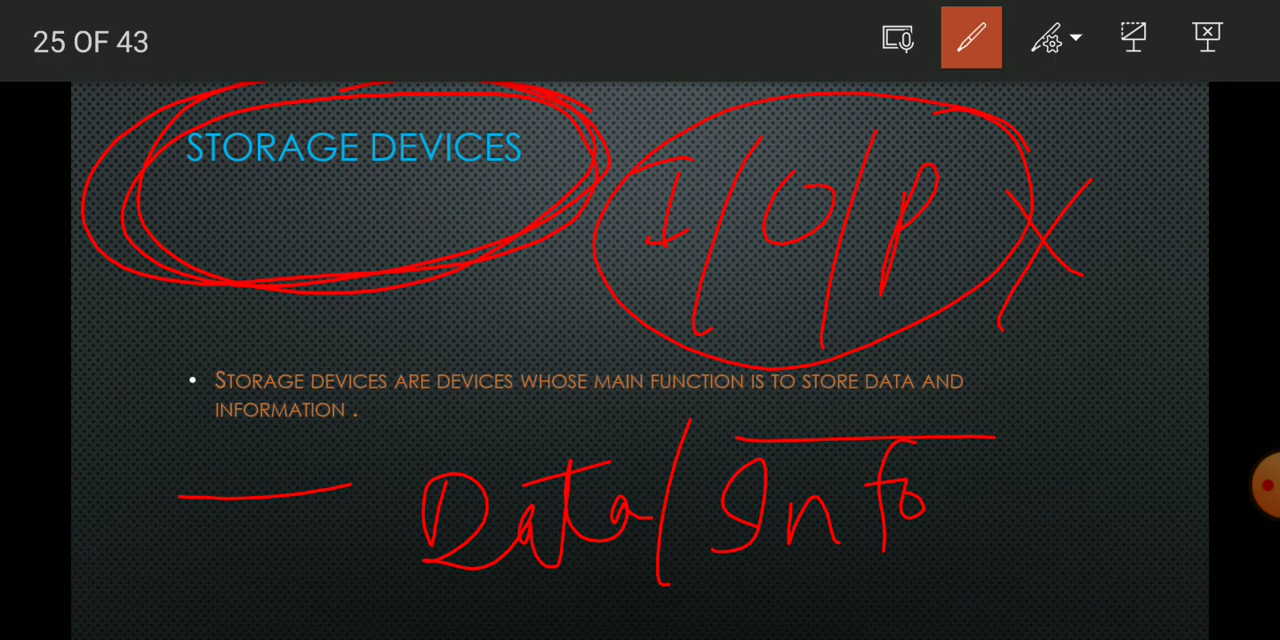 25 OF 43
STORAGE DEVICES
I/O/P X
• STORAGE DEVICES ARE DEVICES WHOSE MAIN FUNCTION IS TO STORE DATA AND
INFORMATION .
Data/Info